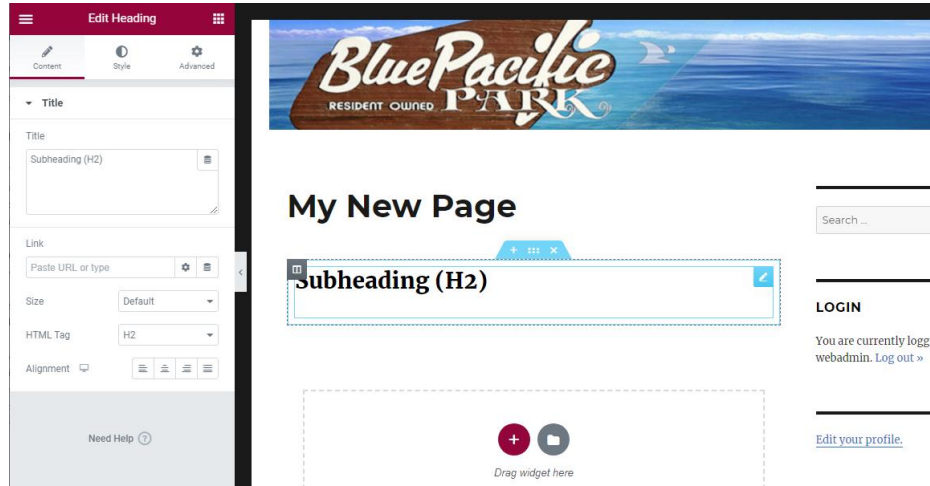 Edit Heading
Content
Style
Advanced
Title
Title
Subheading (H2)
Link
Paste URL or type
Size
Default
HTML Tag
H2
Alignment
Need Help ?
Blue Pacific
RESIDENT OWNED PARK
My New Page
Subheading (H2)
Drag widget here
Search ...
LOGIN
You are currently logg
webadmin. Log out »
Edit your profile.